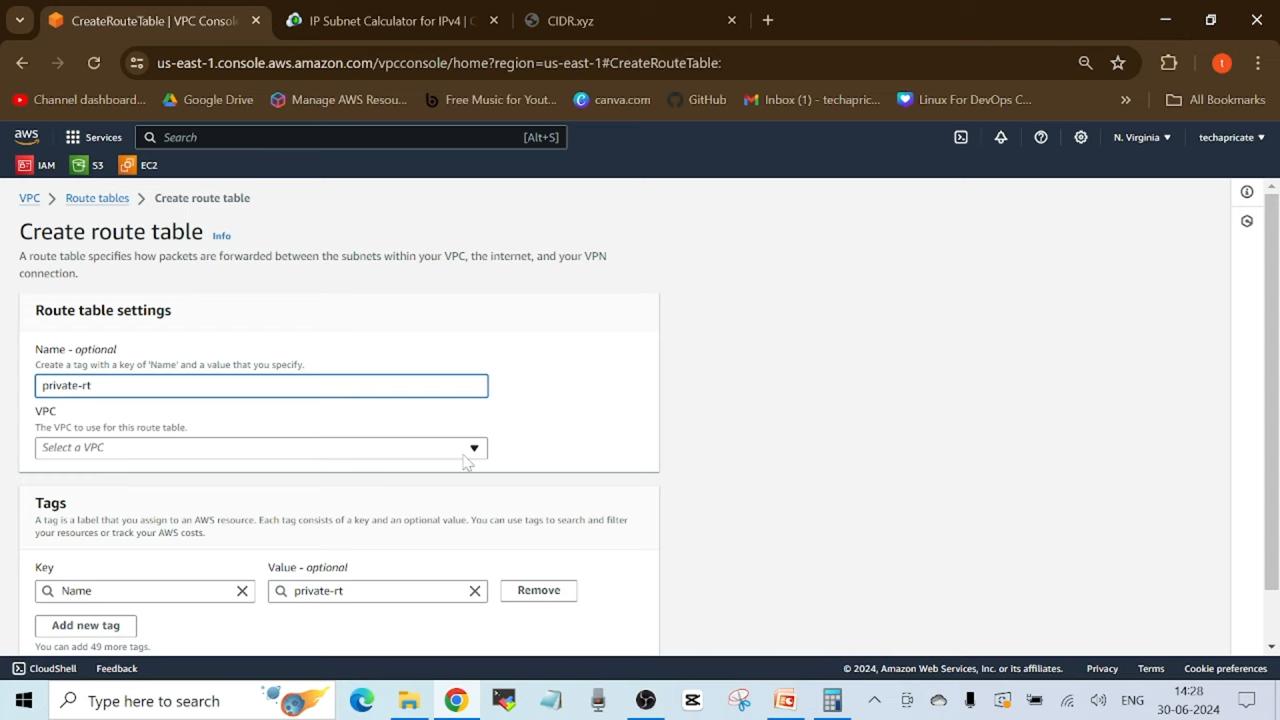 CreateRouteTable | VPC Consol
IP Subnet Calculator for IPv4 | C
CIDR.xyz
us-east-1.console.aws.amazon.com/vpcconsole/home?region=us-east-1#CreateRouteTable:
t
Channel dashboard...
Google Drive
Manage AWS Resou...
Free Music for Yout...
canva.com
GitHub
Inbox (1) - techapric...
Linux For DevOps C...
All Bookmarks
aws
Services
Search
[Alt+S]
N. Virginia
techapricate
IAM
S3
EC2
VPC
Route tables
Create route table
Create route table
Info
A route table specifies how packets are forwarded between the subnets within your VPC, the internet, and your VPN
connection.
Route table settings
Name - optional
Create a tag with a key of 'Name' and a value that you specify.
private-rt
VPC
The VPC to use for this route table.
Select a VPC
Tags
A tag is a label that you assign to an AWS resource. Each tag consists of a key and an optional value. You can use tags to search and filter
your resources or track your AWS costs.
Key
Value - optional
Name
private-rt
Remove
Add new tag
You can add 49 more tags.
CloudShell
Feedback
© 2024, Amazon Web Services, Inc. or its affiliates.
Privacy
Terms
Cookie preferences
Type here to search
ENG
14:28
30-06-2024